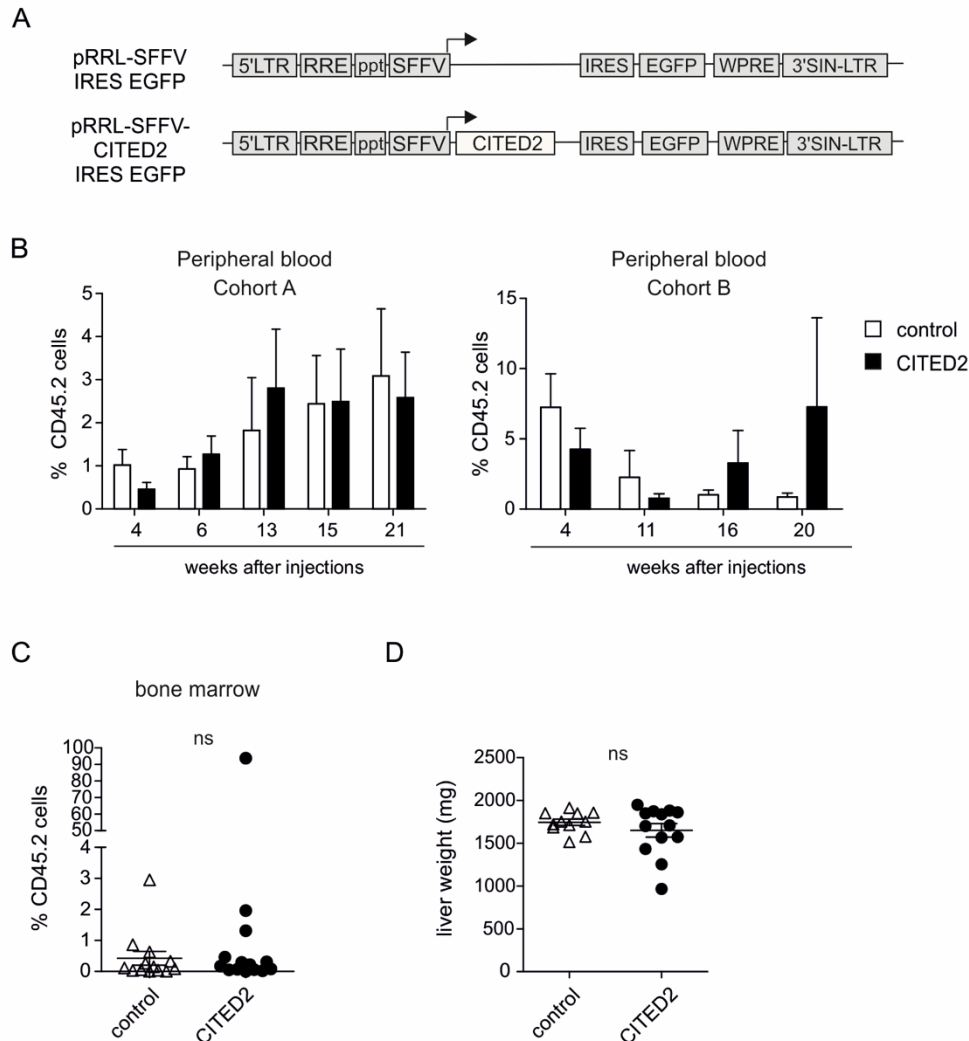 A
pRRL-SFFV
IRES EGFP
5'LTR RRE ppt SFFV IRES EGFP WPRE 3'SIN-LTR
pRRL-SFFV-
CITED2
IRES EGFP
5'LTR RRE ppt SFFV CITED2 IRES EGFP WPRE 3'SIN-LTR
B
Peripheral blood
Cohort A
% CD45.2 cells
5
4
3
2
1
0
4 6 13 15 21
weeks after injections
Peripheral blood
Cohort B
% CD45.2 cells
15
10
5
0
4 11 16 20
weeks after injections
control
CITED2
C
bone marrow
ns
% CD45.2 cells
100
90
80
70
60
50
4
3
2
1
0
control CITED2
D
ns
liver weight (mg)
2500
2000
1500
1000
500
0
control CITED2